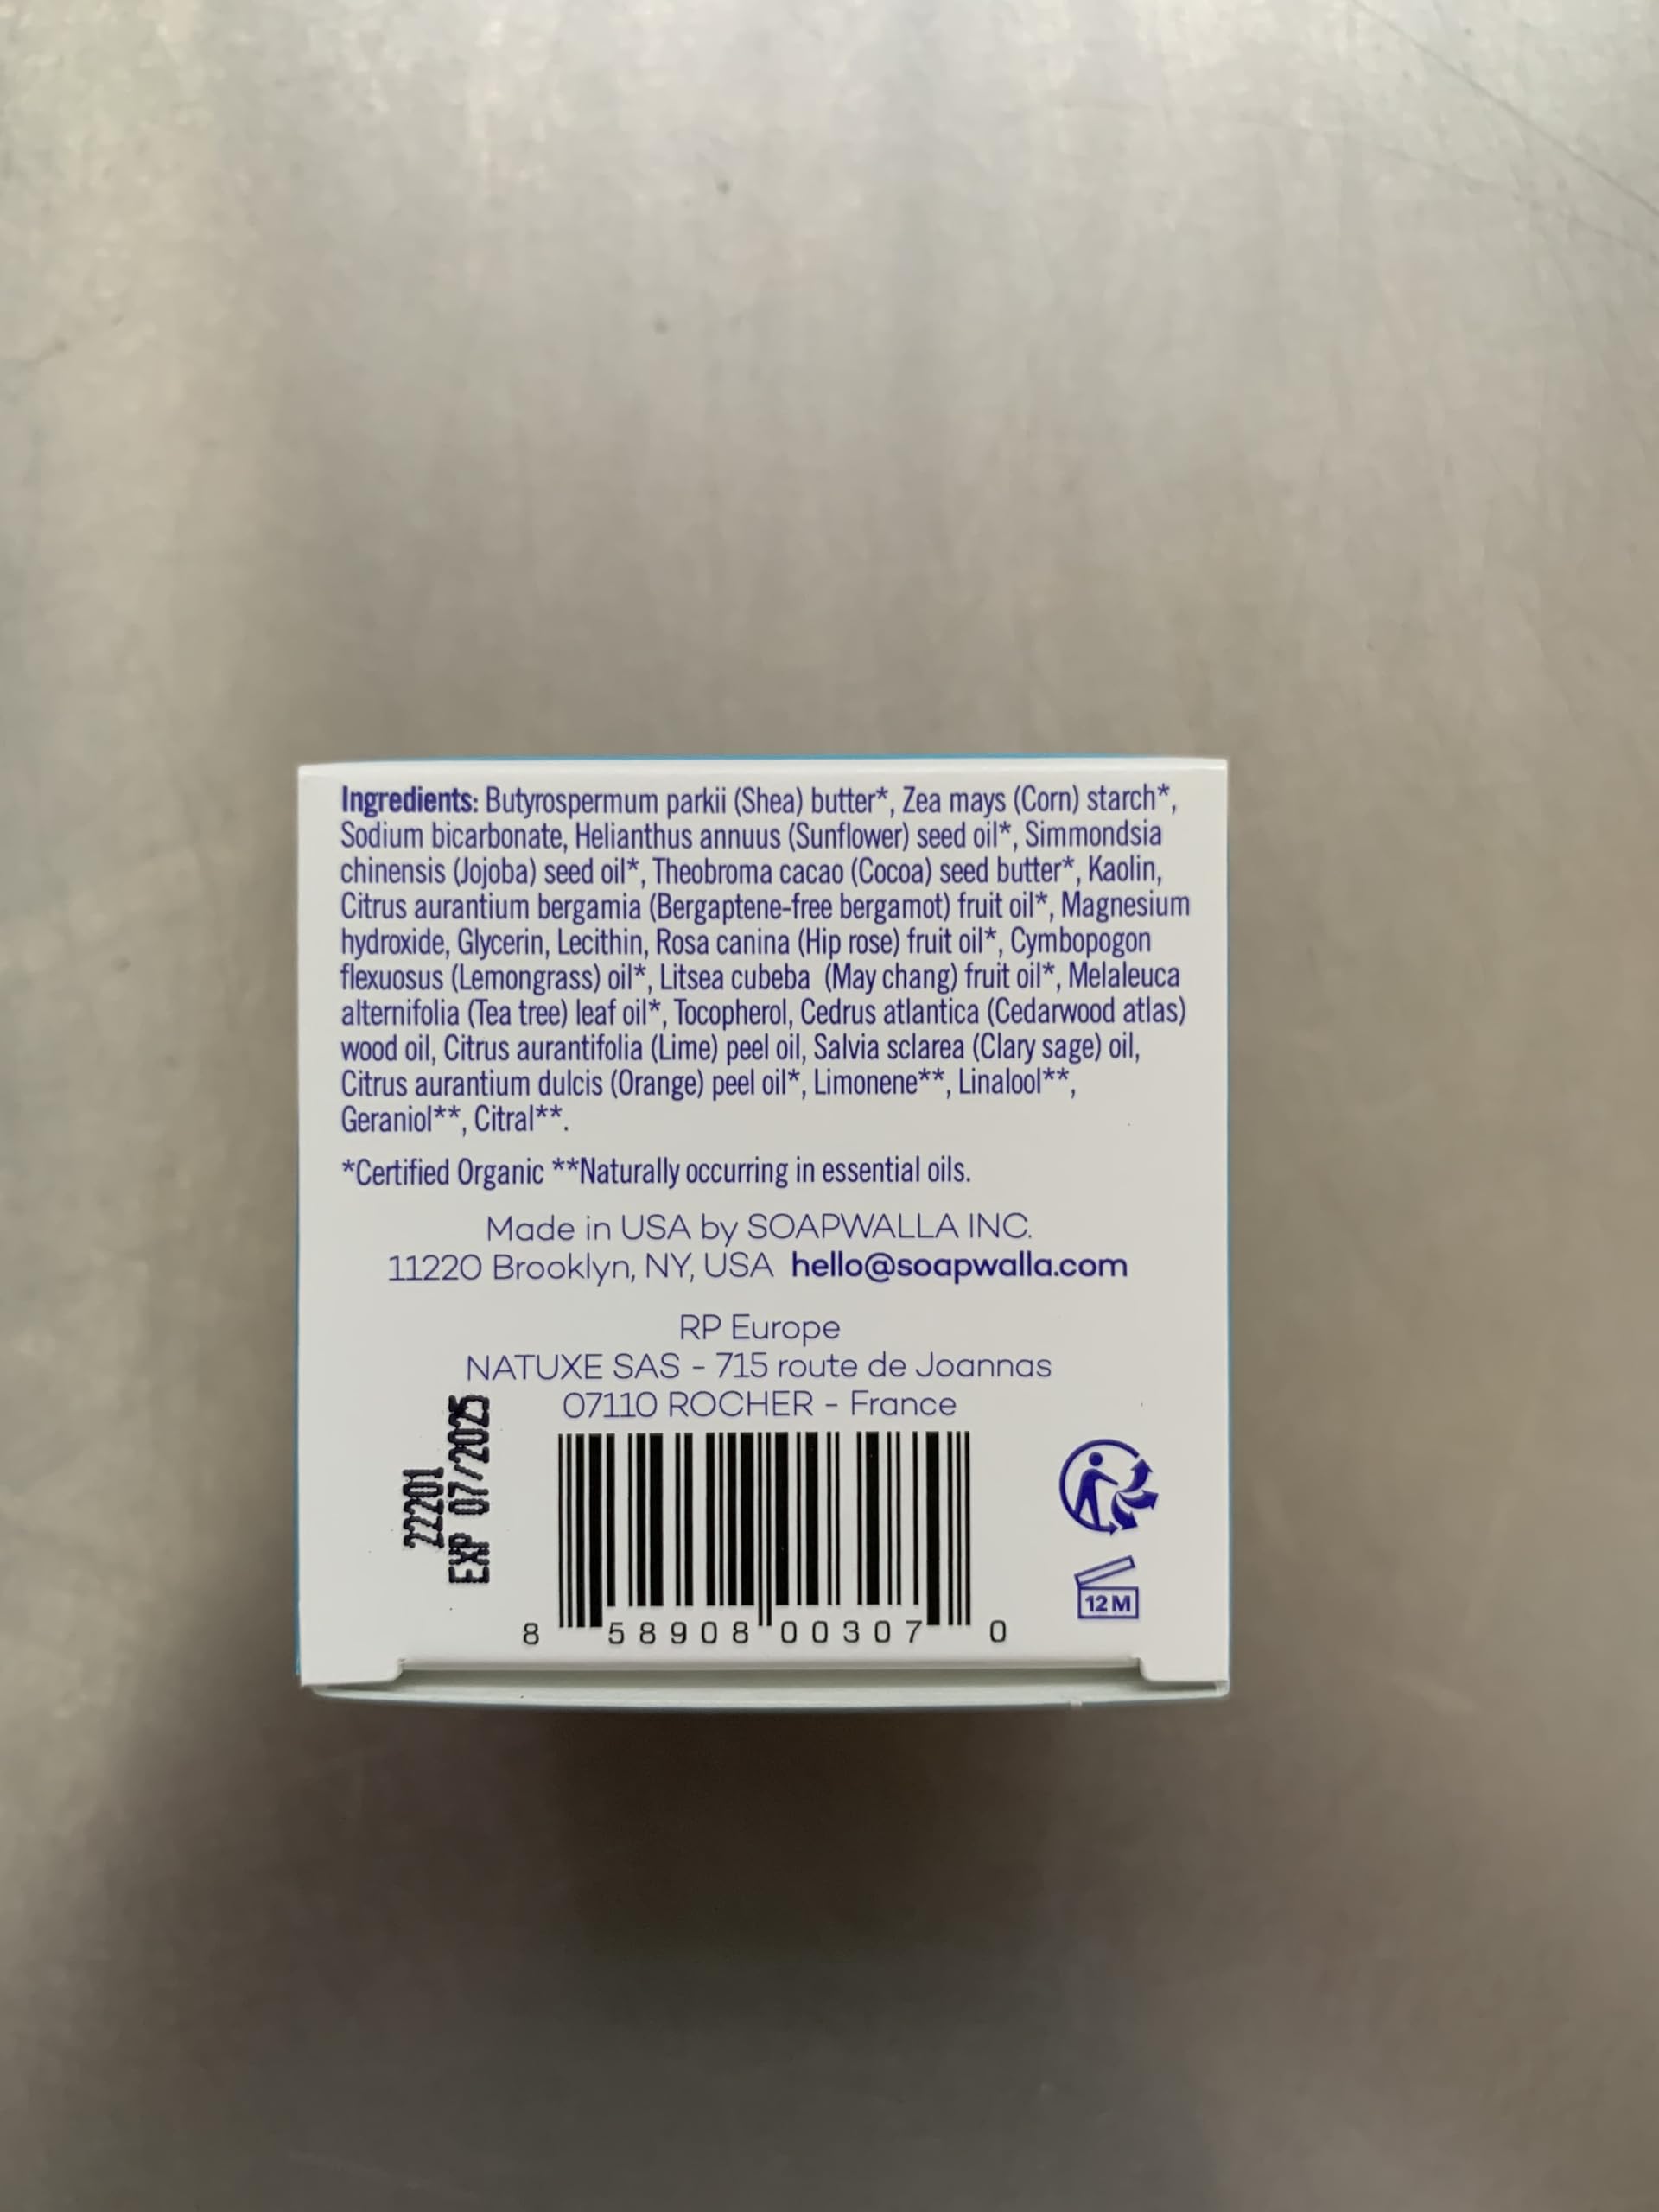 Ingredients: Butyrospermum parkii (Shea) butter*, Zea mays (Corn) starch*,
Sodium bicarbonate, Helianthus annuus (Sunflower) seed oil*, Simmondsia
chinensis (Jojoba) seed oil*, Theobroma cacao (Cocoa) seed butter*, Kaolin,
Citrus aurantium bergamia (Bergaptene-free bergamot) fruit oil*, Magnesium
hydroxide, Glycerin, Lecithin, Rosa canina (Hip rose) fruit oil*, Cymbopogon
flexuosus (Lemongrass) oil*, Litsea cubeba (May chang) fruit oil*, Melaleuca
alternifolia (Tea tree) leaf oil*, Tocopherol, Cedrus atlantica (Cedarwood atlas)
wood oil, Citrus aurantifolia (Lime) peel oil, Salvia sclarea (Clary sage) oil,
Citrus aurantium dulcis (Orange) peel oil*, Limonene**, Linalool**,
Geraniol**, Citral**.
*Certified Organic **Naturally occurring in essential oils.
Made in USA by SOAPWALLA INC.
11220 Brooklyn, NY, USA hello@soapwalla.com
RP Europe
NATUXE SAS - 715 route de Joannas
07110 ROCHER - France
22201
EXP 07/2025
8 58908 00307 0
12 M